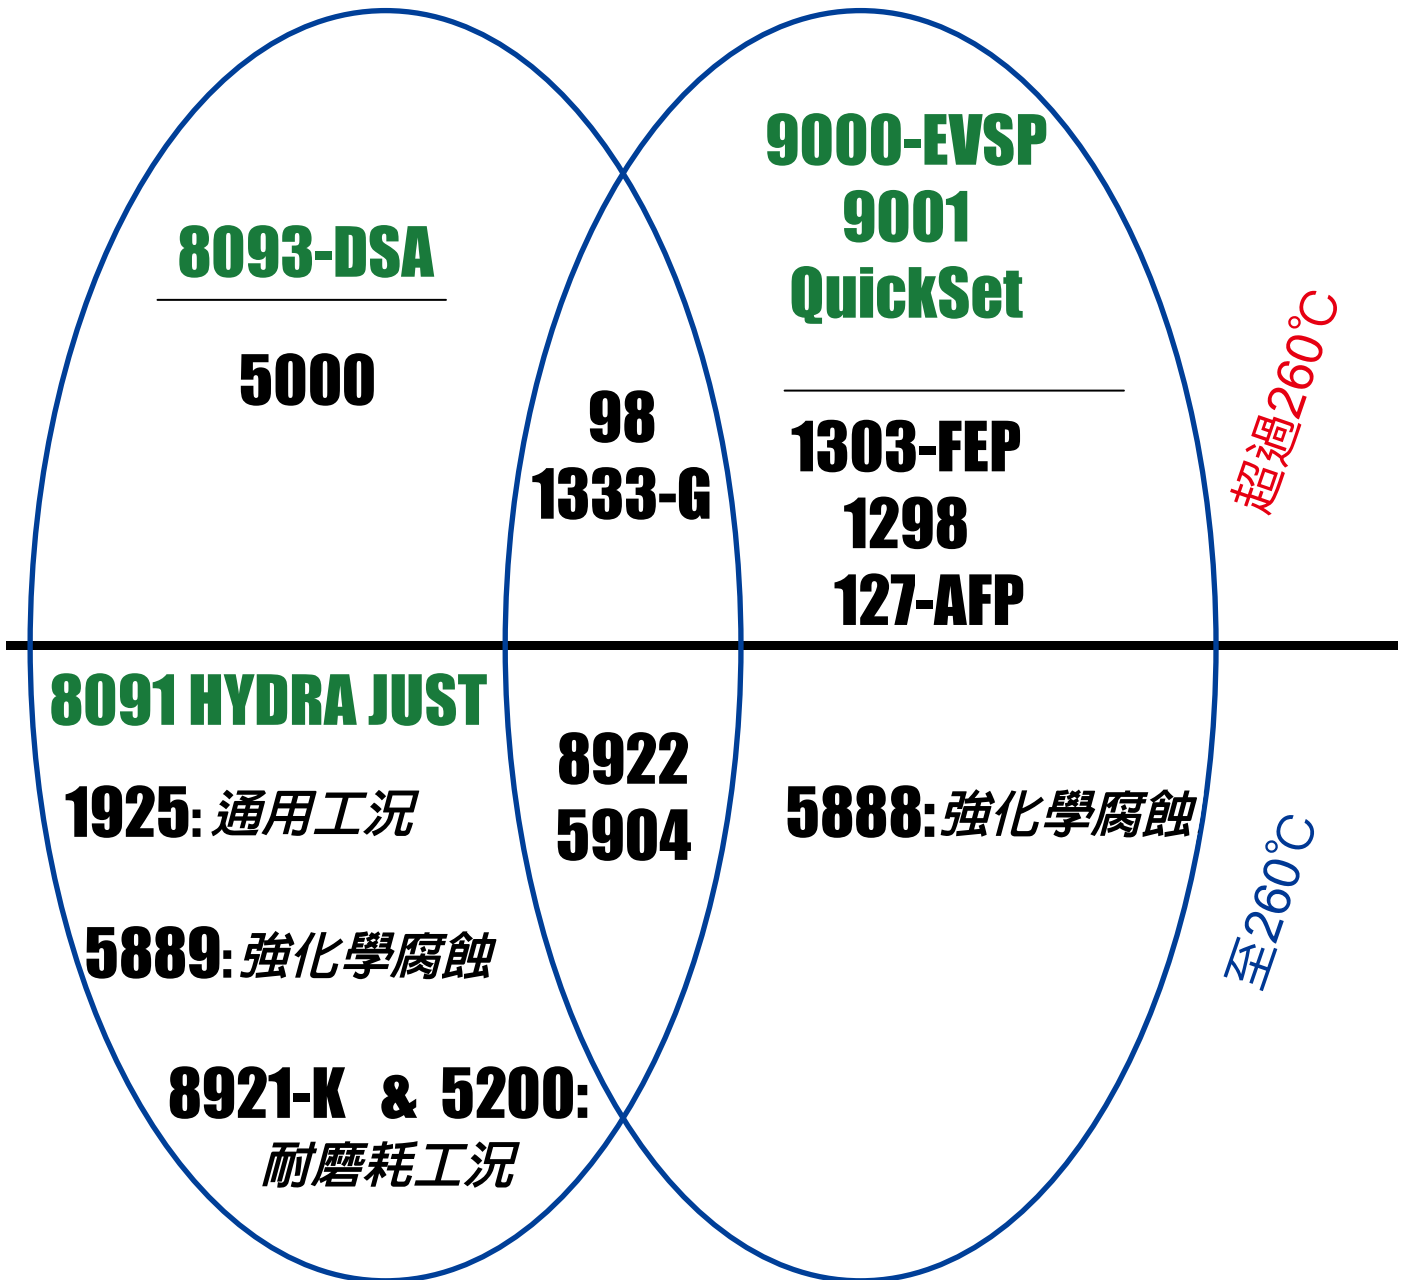 8093-DSA
5000
98
1333-G
9000-EVSP
9001
QuickSet
1303-FEP
1298
127-AFP
超過260℃
8091 HYDRA JUST
1925: 通用工況
5889: 強化學腐蝕
8921-K & 5200:
耐磨耗工況
8922
5904
5888: 強化學腐蝕
至260℃